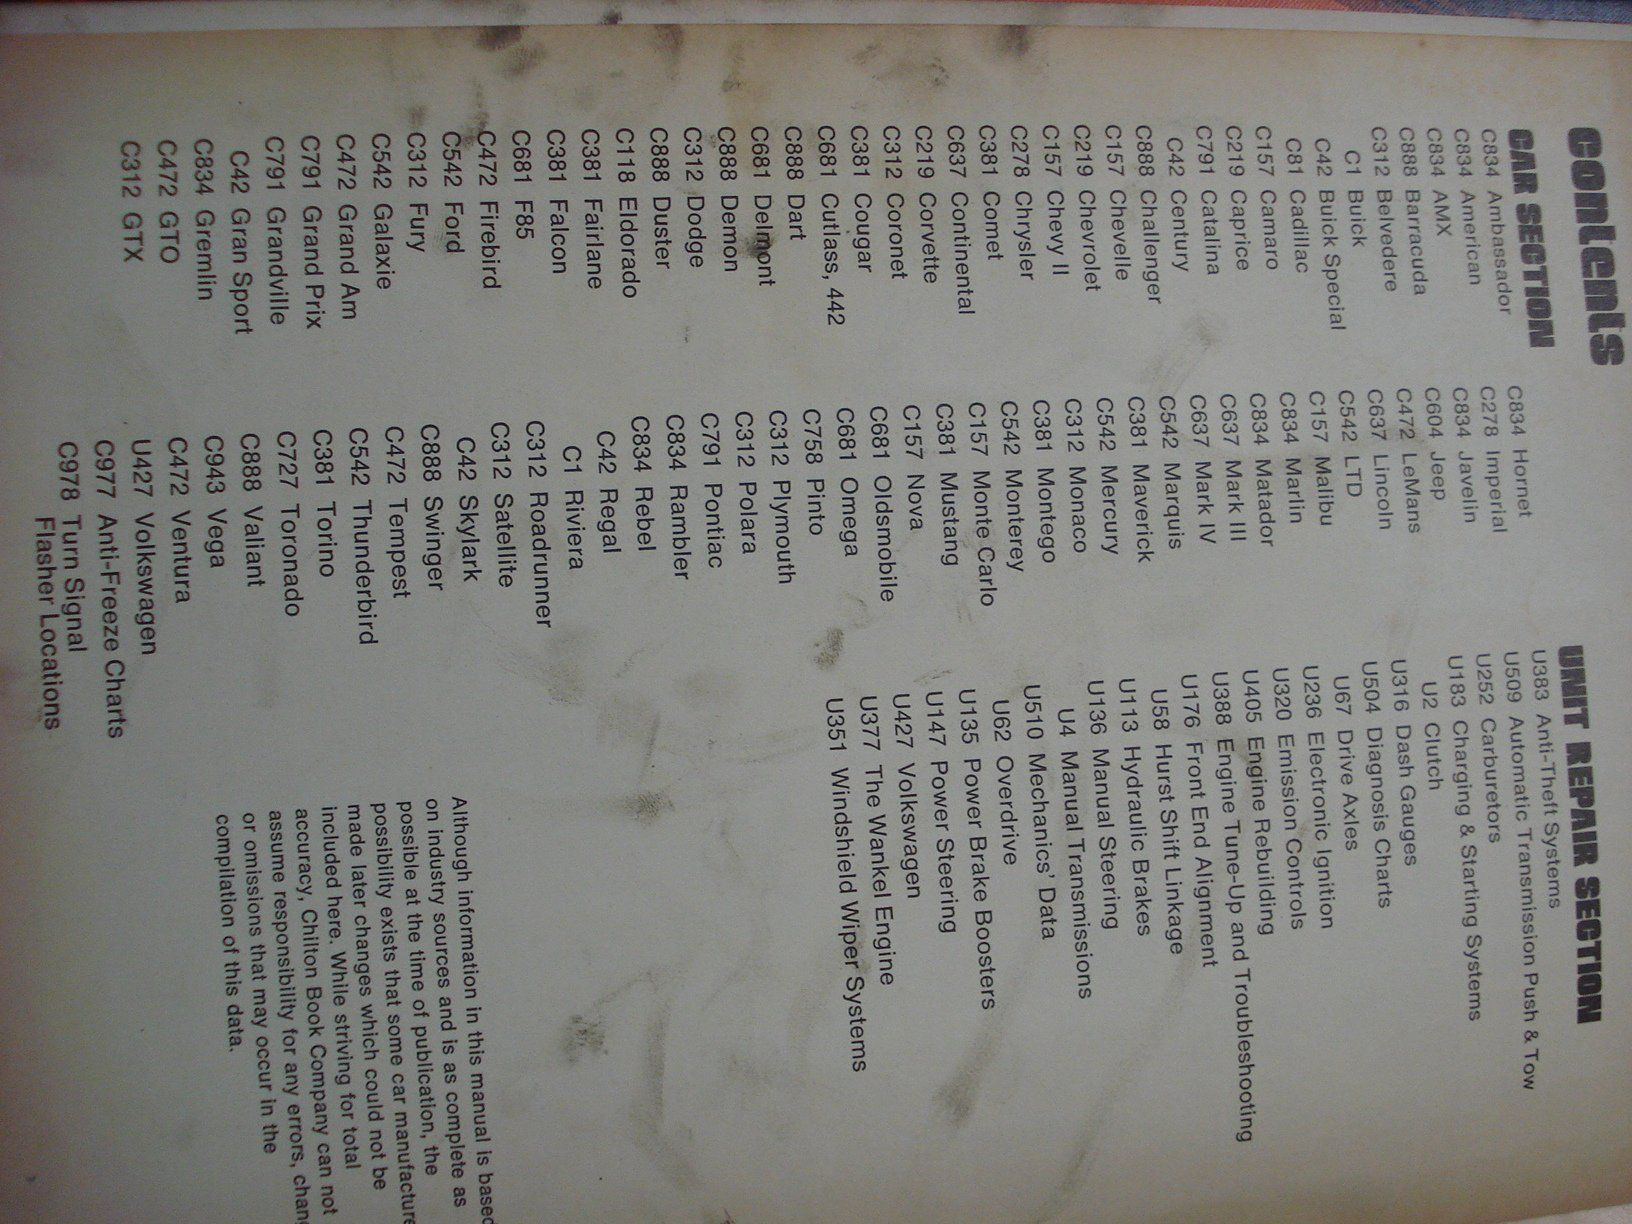 Contents
CAR SECTION
C834 Ambassador
C834 American
C834 AMX
C888 Barracuda
C312 Belvedere
C1 Buick
C42 Buick Special
C81 Cadillac
C157 Camaro
C219 Caprice
C791 Catalina
C42 Century
C888 Challenger
C157 Chevelle
C219 Chevrolet
C157 Chevy II
C278 Chrysler
C381 Comet
C637 Continental
C219 Corvette
C312 Coronet
C381 Cougar
C681 Cutlass, 442
C888 Dart
C681 Delmont
C888 Demon
C312 Dodge
C888 Duster
C118 Eldorado
C381 Fairlane
C381 Falcon
C681 F85
C472 Firebird
C542 Ford
C312 Fury
C542 Galaxie
C472 Grand Am
C791 Grand Prix
C791 Grandville
C42 Gran Sport
C834 Gremlin
C472 GTO
C312 GTX
C834 Hornet
C278 Imperial
C834 Javelin
C604 Jeep
C472 LeMans
C637 Lincoln
C542 LTD
C157 Malibu
C834 Marlin
C834 Matador
C637 Mark III
C637 Mark IV
C542 Marquis
C381 Maverick
C542 Mercury
C312 Monaco
C381 Montego
C542 Monterey
C157 Monte Carlo
C381 Mustang
C157 Nova
C681 Oldsmobile
C681 Omega
C758 Pinto
C312 Plymouth
C312 Polara
C791 Pontiac
C834 Rambler
C834 Rebel
C42 Regal
C1 Riviera
C312 Roadrunner
C312 Satellite
C42 Skylark
C888 Swinger
C472 Tempest
C542 Thunderbird
C381 Torino
C727 Toronado
C888 Valiant
C943 Vega
C472 Ventura
U427 Volkswagen
C977 Anti-Freeze Charts
C978 Turn Signal
Flasher Locations
UNIT REPAIR SECTION
U383 Anti-Theft Systems
U509 Automatic Transmission Push & Tow
U252 Carburetors
U183 Charging & Starting Systems
U2 Clutch
U316 Dash Gauges
U504 Diagnosis Charts
U67 Drive Axles
U236 Electronic Ignition
U320 Emission Controls
U405 Engine Rebuilding
U388 Engine Tune-Up and Troubleshooting
U176 Front End Alignment
U58 Hurst Shift Linkage
U113 Hydraulic Brakes
U136 Manual Steering
U4 Manual Transmissions
U510 Mechanics' Data
U62 Overdrive
U135 Power Brake Boosters
U147 Power Steering
U427 Volkswagen
U377 The Wankel Engine
U351 Windshield Wiper Systems
Although information in this manual is based
on industry sources and is as complete as
possible at the time of publication, the
possibility exists that some car manufacture
made later changes which could not be
included here. While striving for total
accuracy, Chilton Book Company can not
assume responsibility for any errors, chan
or omissions that may occur in the
compilation of this data.